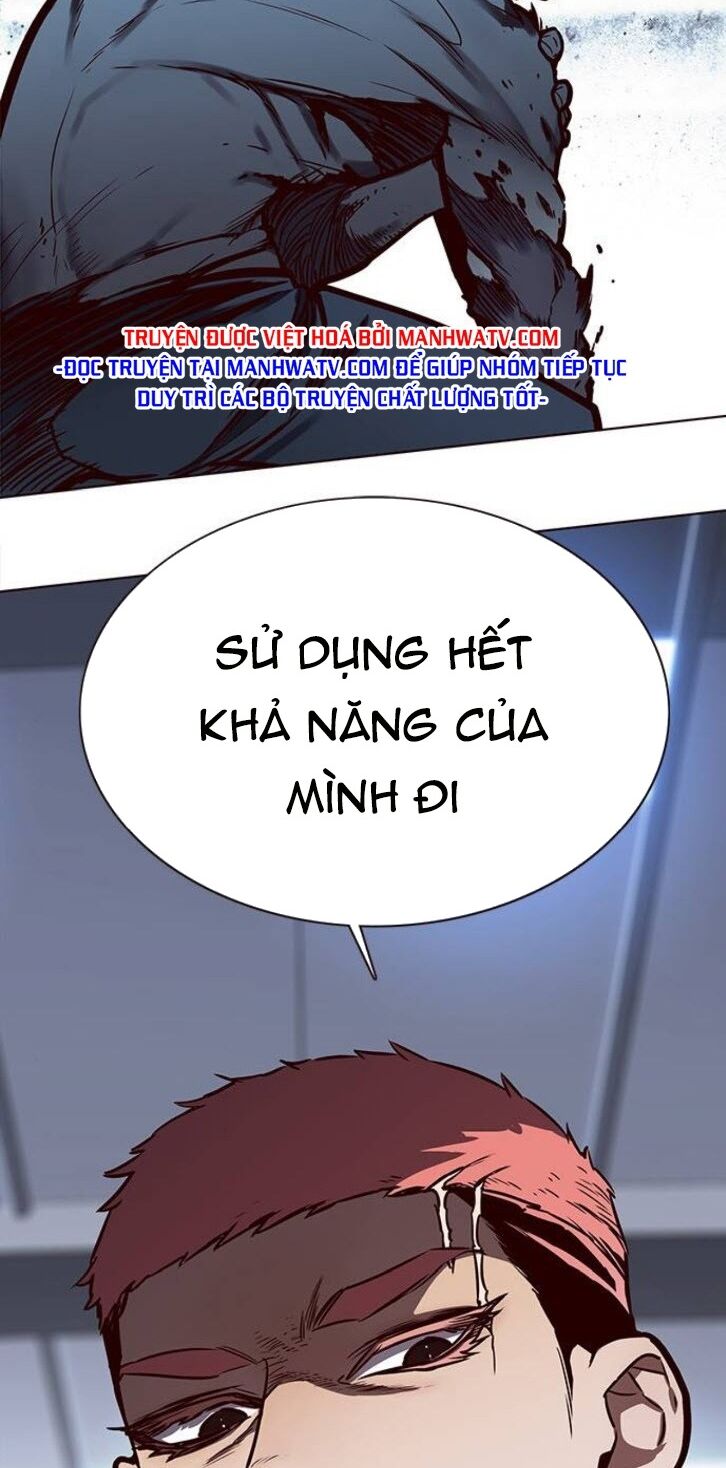 TRUYỆN ĐƯỢC VIỆT HOÁ BỞI MANHWATV.COM
-ĐỌC TRUYỆN TẠI MANHWATV.COM ĐỂ GIÚP NHÓM TIẾP TỤC
DUY TRÌ CÁC BỘ TRUYỆN CHẤT LƯỢNG TỐT-
SỬ DỤNG HẾT
KHẢ NĂNG CỦA
MÌNH ĐI